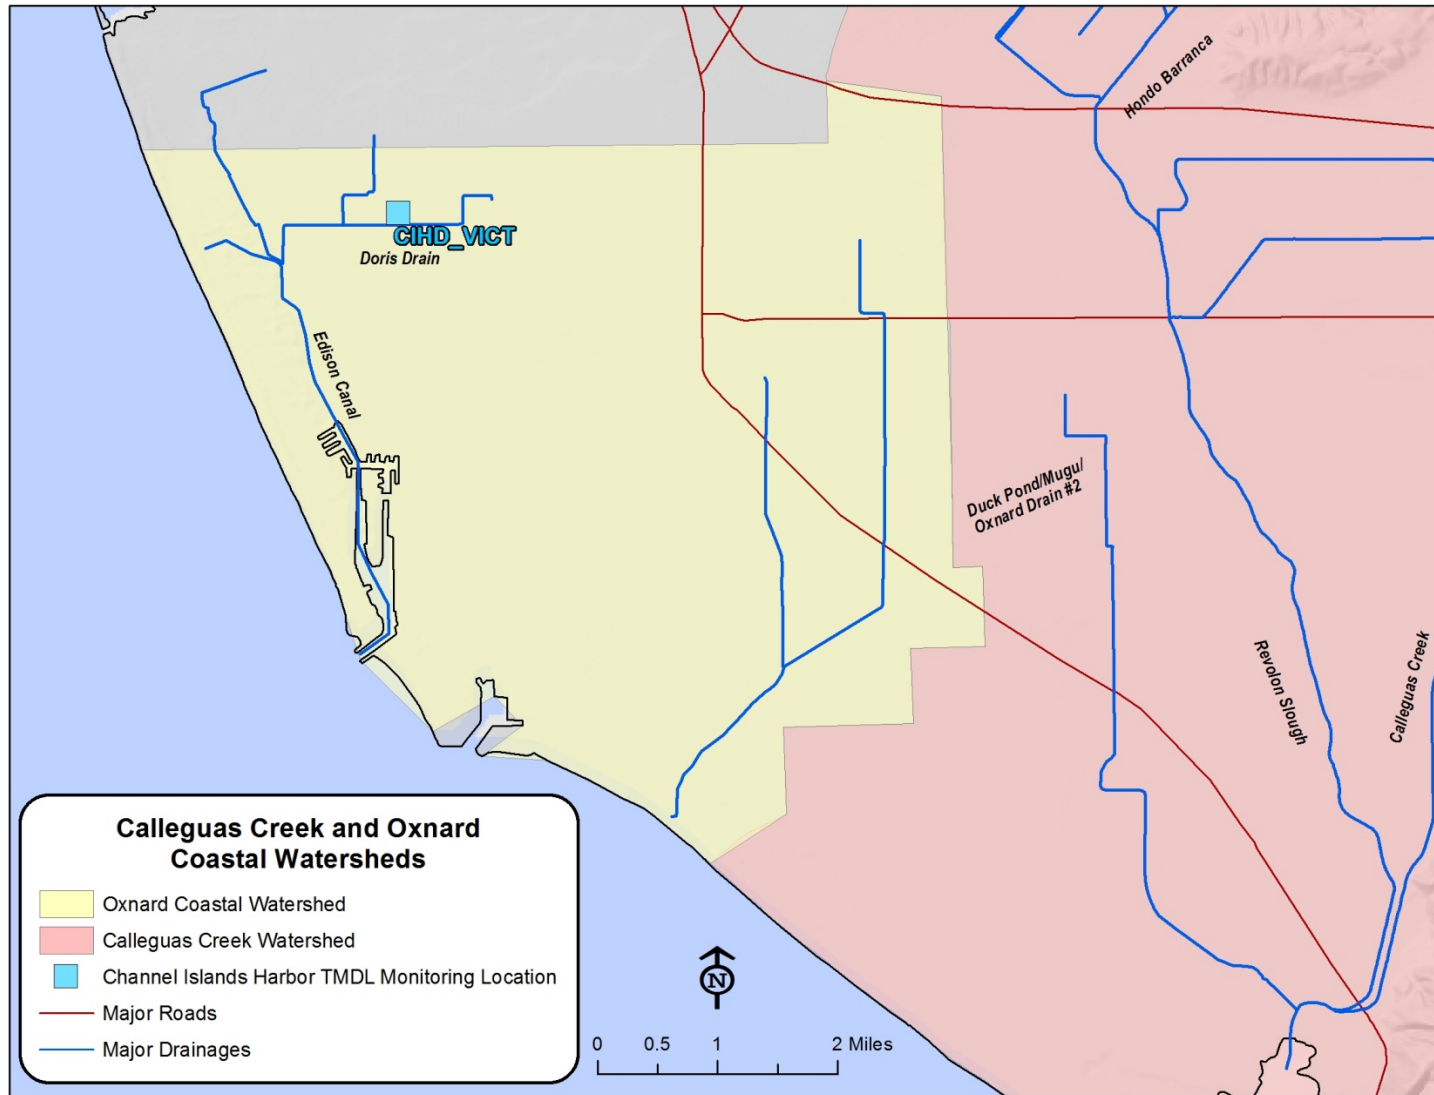 Hondo Barranca
CIHD_VICT
Doris Drain
Edison Canal
Duck Pond/Mugu/
Oxnard Drain #2
Revolon Slough
Calleguas Creek
Calleguas Creek and Oxnard
Coastal Watersheds
Oxnard Coastal Watershed
Calleguas Creek Watershed
Channel Islands Harbor TMDL Monitoring Location
Major Roads
Major Drainages
N
0 0.5 1 2 Miles